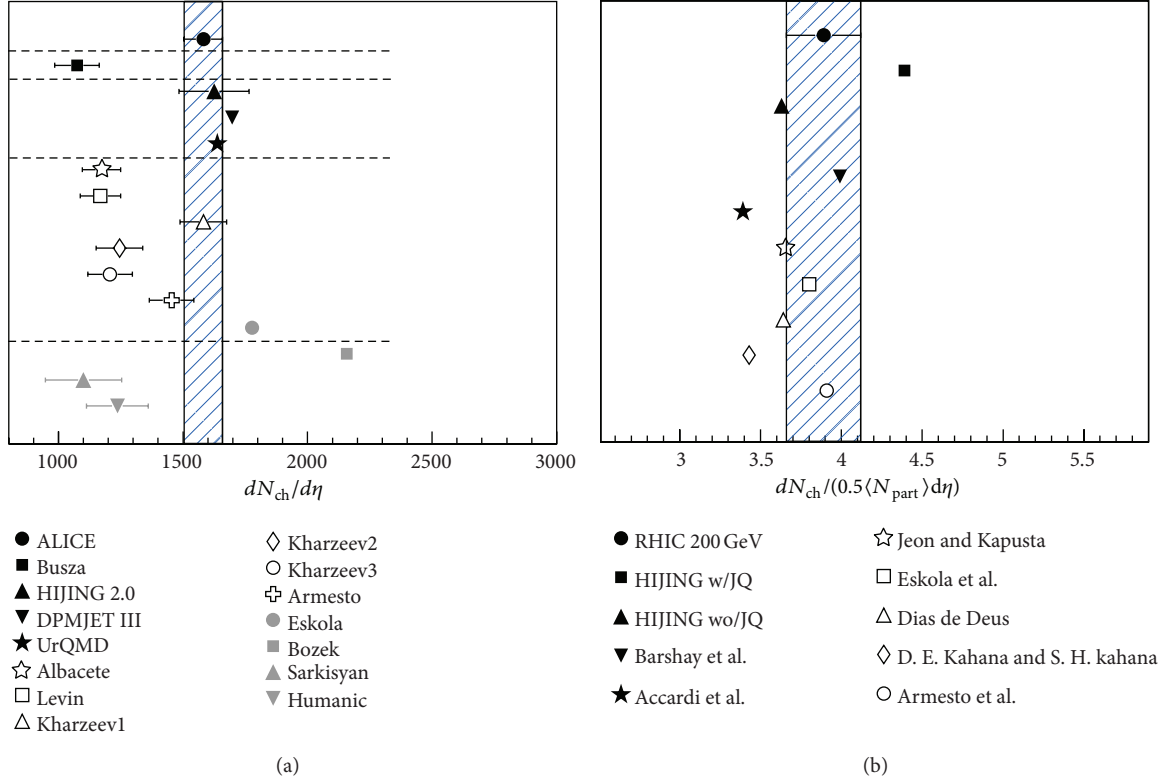 1000 1500 2000 2500 3000
dN_ch/dη
ALICE
Busza
HIJING 2.0
DPMJET III
UrQMD
Albacete
Levin
Kharzeev1
Kharzeev2
Kharzeev3
Armesto
Eskola
Bozek
Sarkisyan
Humanic
(a)
3 3.5 4 4.5 5 5.5
dN_ch/(0.5⟨N_part⟩dη)
RHIC 200 GeV
HIJING w/JQ
HIJING wo/JQ
Barshay et al.
Accardi et al.
Jeon and Kapusta
Eskola et al.
Dias de Deus
D. E. Kahana and S. H. kahana
Armesto et al.
(b)